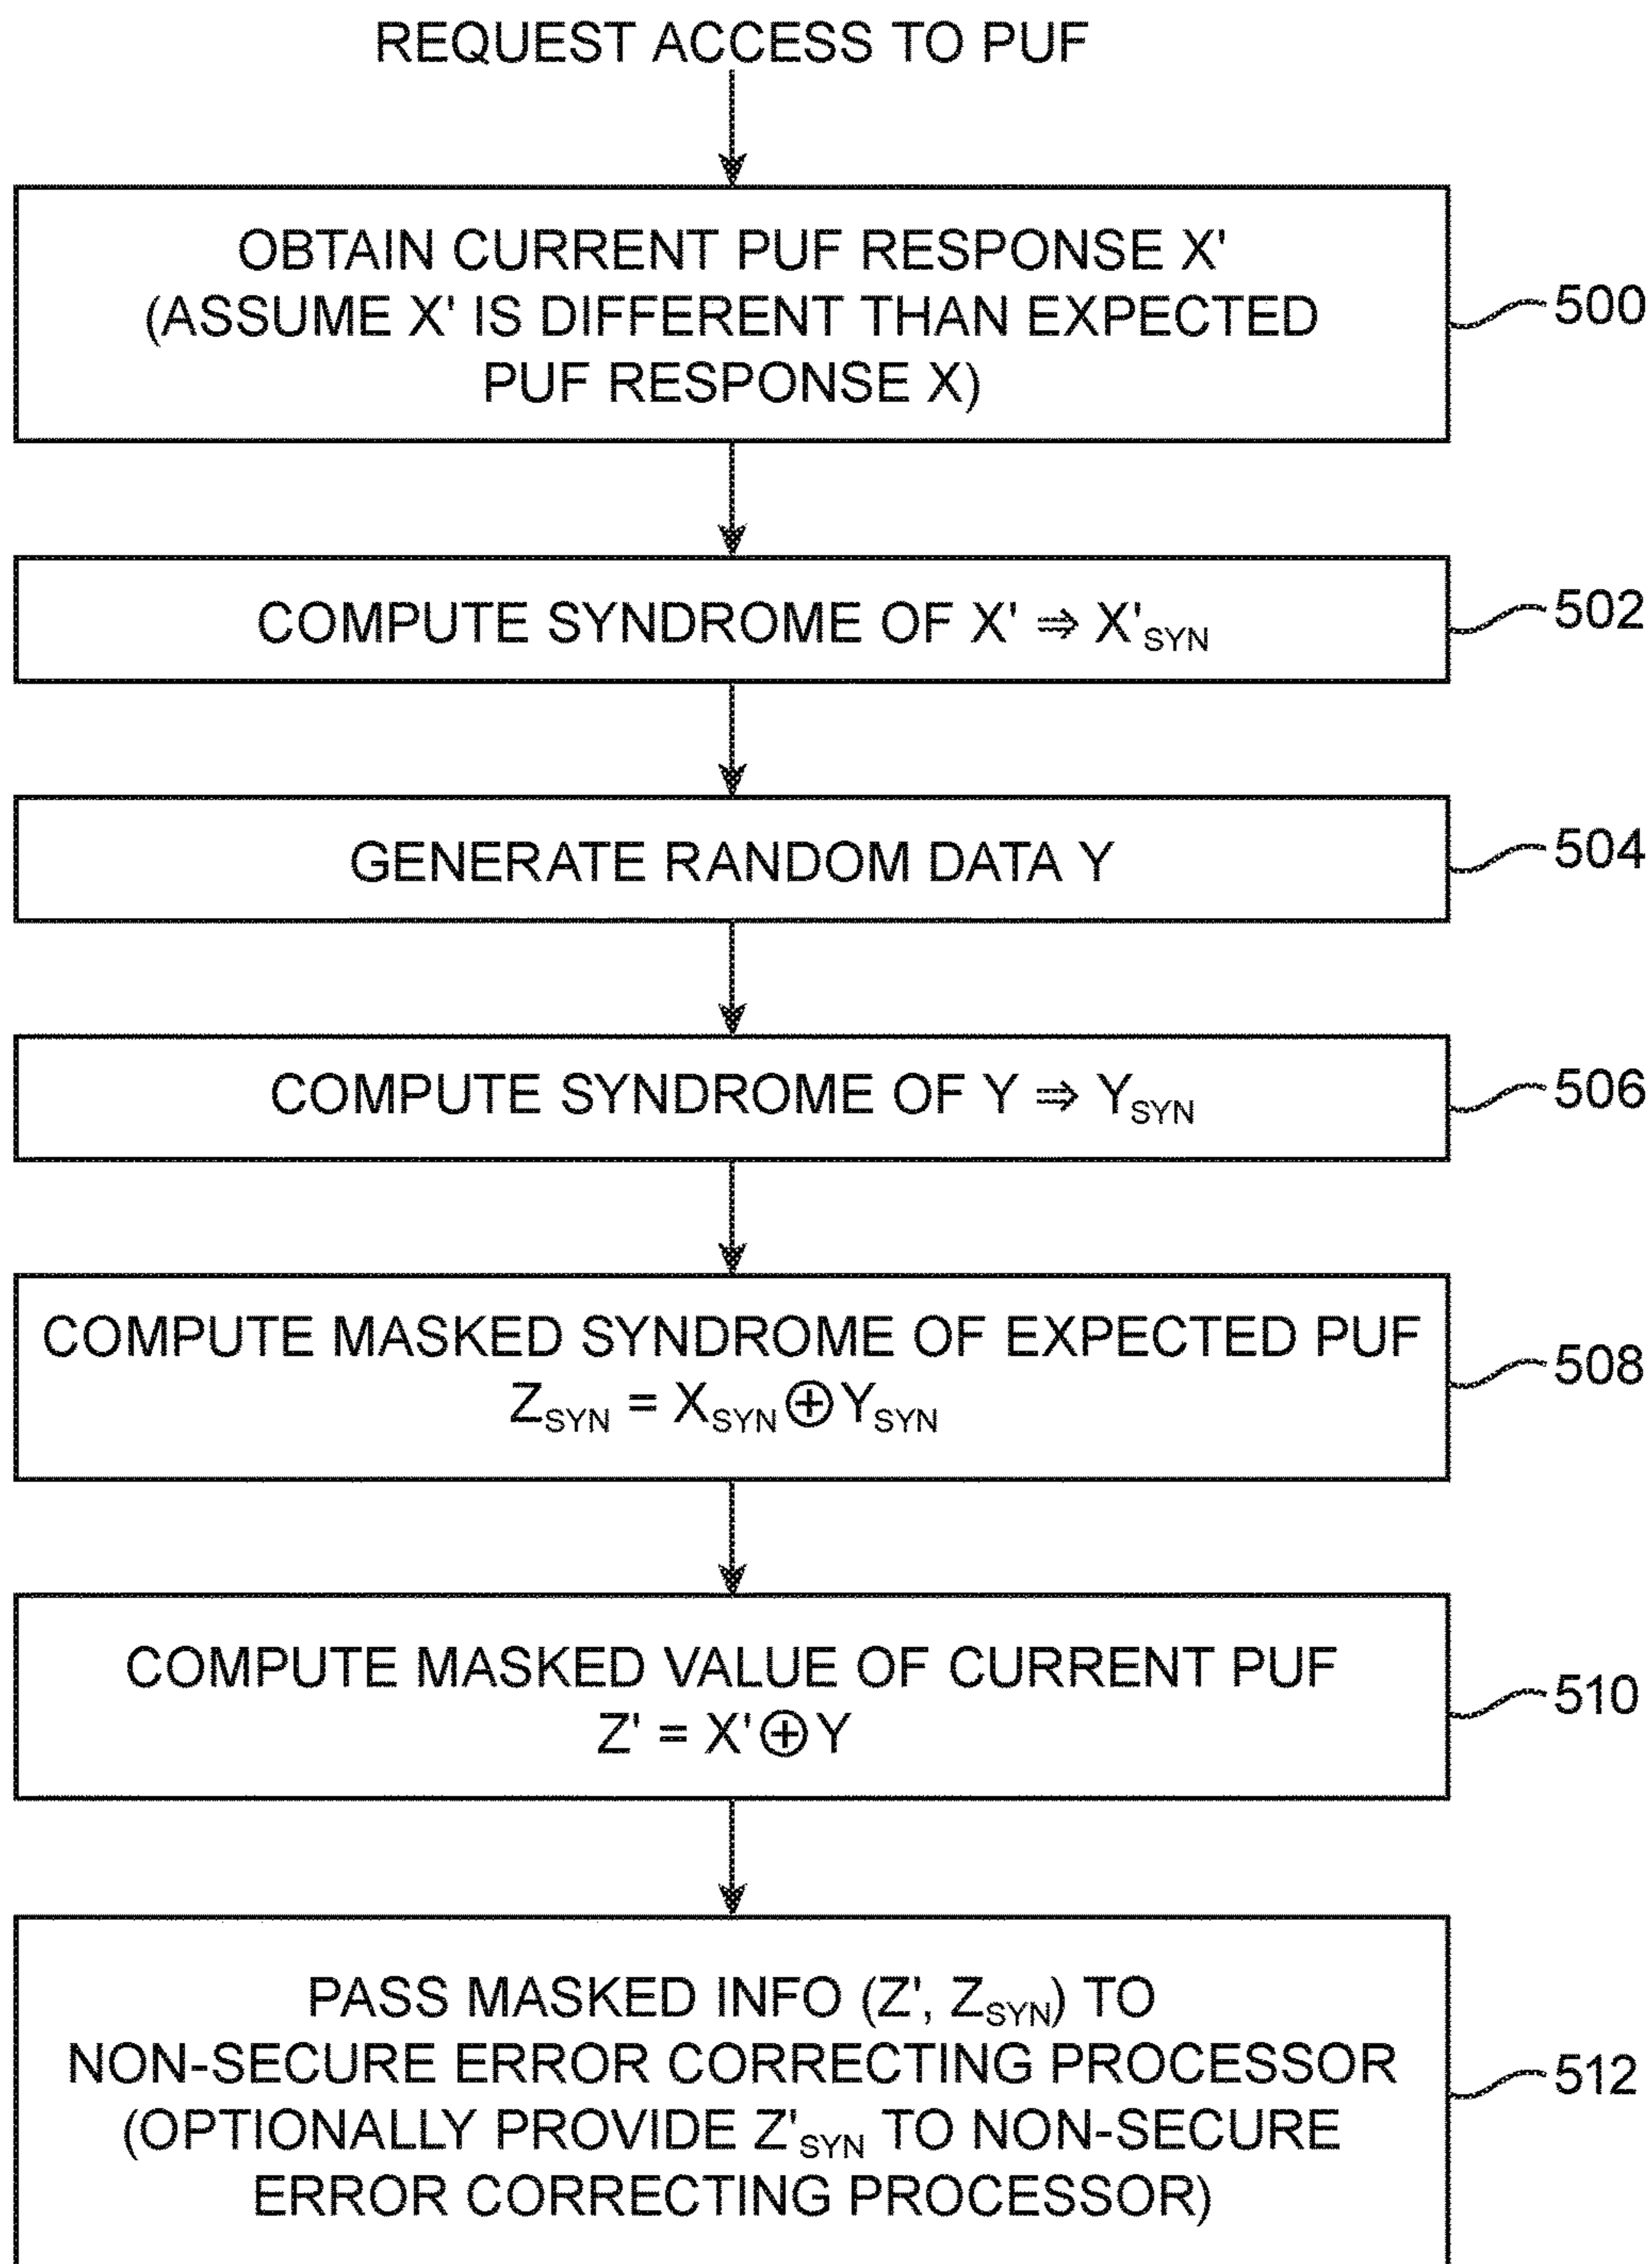 REQUEST ACCESS TO PUF
OBTAIN CURRENT PUF RESPONSE X'
(ASSUME X' IS DIFFERENT THAN EXPECTED
PUF RESPONSE X)
500
COMPUTE SYNDROME OF X' ⇒ X'SYN
502
GENERATE RANDOM DATA Y
504
COMPUTE SYNDROME OF Y ⇒ YSYN
506
COMPUTE MASKED SYNDROME OF EXPECTED PUF
ZSYN = XSYN ⊕ YSYN
508
COMPUTE MASKED VALUE OF CURRENT PUF
Z' = X' ⊕ Y
510
PASS MASKED INFO (Z', ZSYN) TO
NON-SECURE ERROR CORRECTING PROCESSOR
(OPTIONALLY PROVIDE Z'SYN TO NON-SECURE
ERROR CORRECTING PROCESSOR)
512